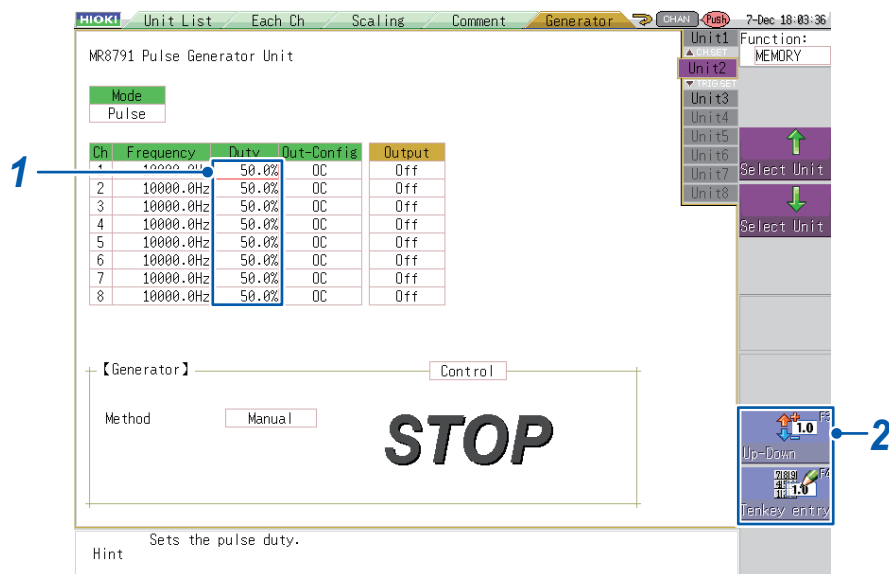 HIOKI Unit List Each Ch Scaling Comment Generator CHAN Push 7-Dec 18:03:36
MR8791 Pulse Generator Unit
Mode
Pulse
Ch Frequency Duty Out-Config Output
1 10000.0Hz 50.0% OC Off
2 10000.0Hz 50.0% OC Off
3 10000.0Hz 50.0% OC Off
4 10000.0Hz 50.0% OC Off
5 10000.0Hz 50.0% OC Off
6 10000.0Hz 50.0% OC Off
7 10000.0Hz 50.0% OC Off
8 10000.0Hz 50.0% OC Off
1
【Generator】 Control
Method Manual STOP
Hint Sets the pulse duty.
Unit1
▲ CH.SET
Unit2
▼ TRIG.SET
Unit3
Unit4
Unit5
Unit6
Unit7
Unit8
Function:
MEMORY
Select Unit
Select Unit
1.0
Up-Down
1.0 F4
Tenkey entry
2